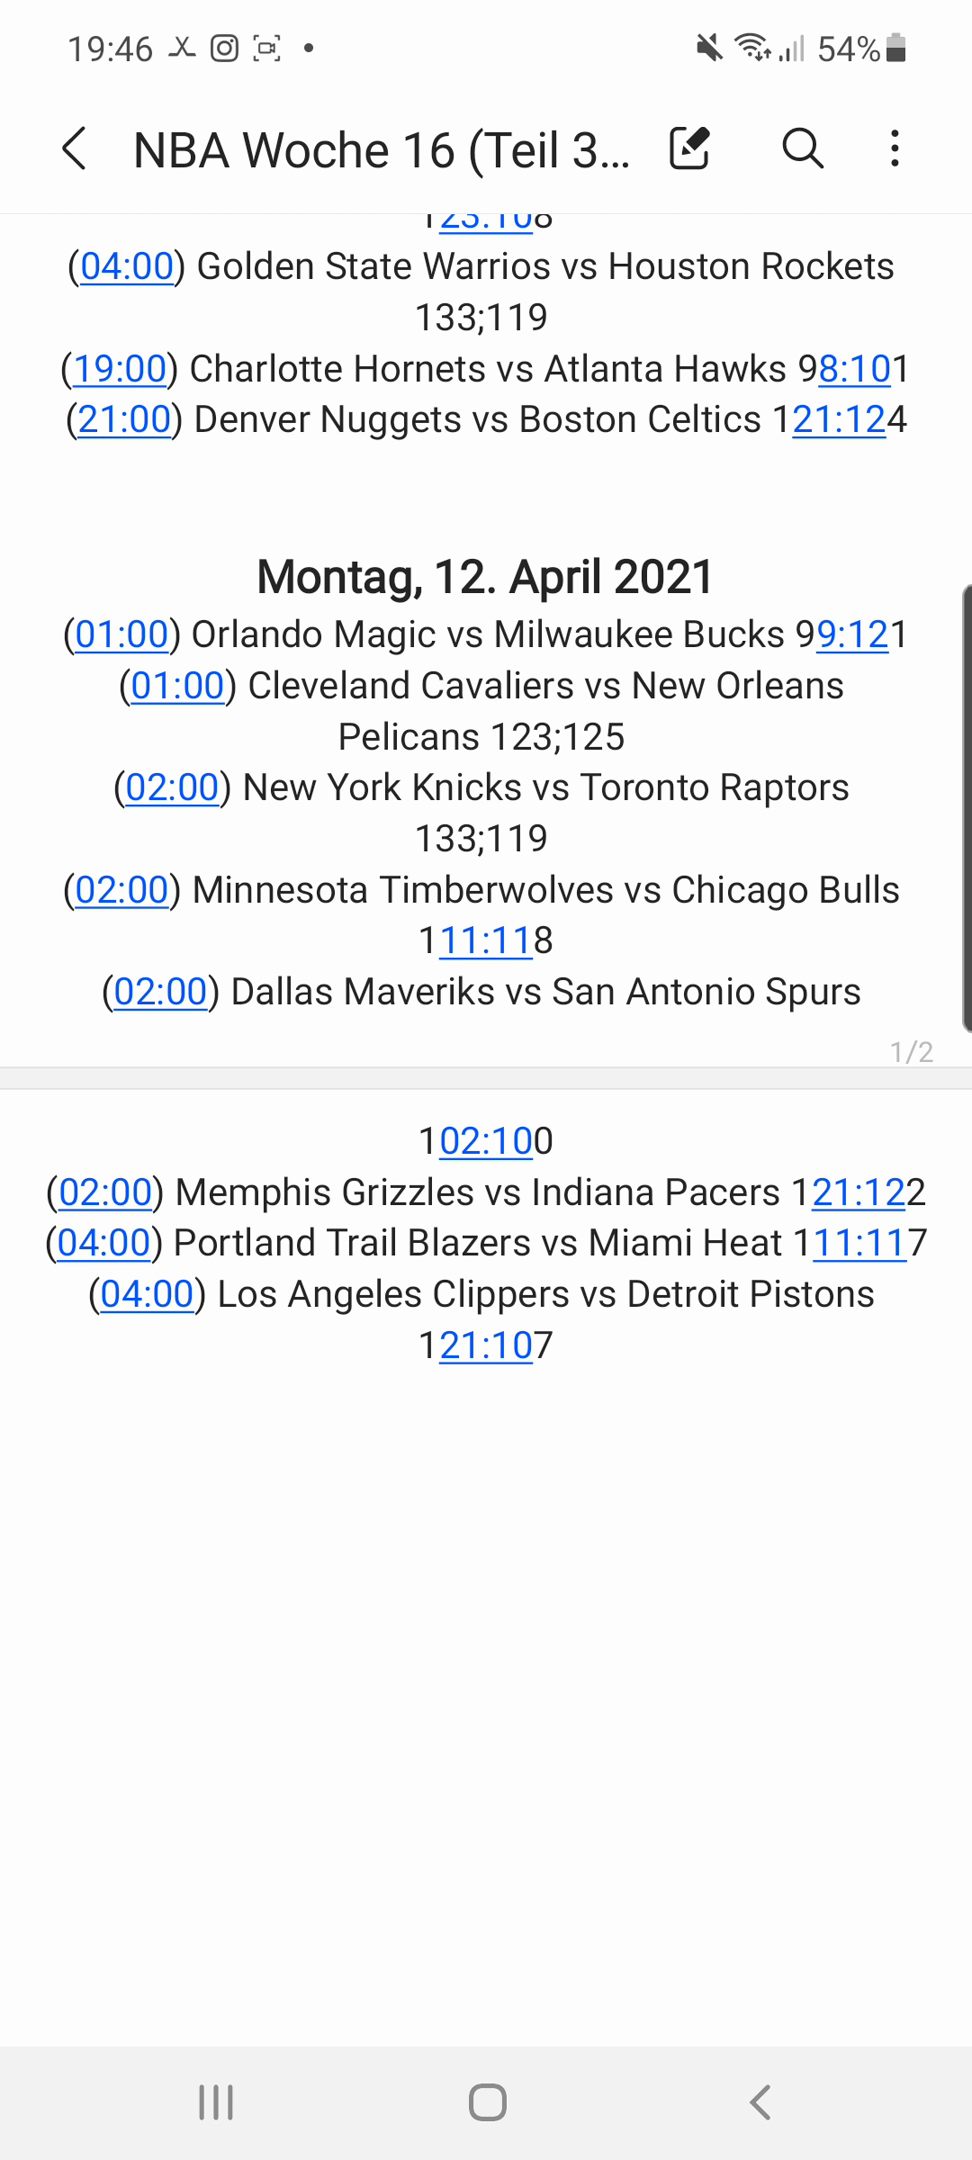 19:46
54%
NBA Woche 16 (Teil 3...
123:108
(04:00) Golden State Warrios vs Houston Rockets
133;119
(19:00) Charlotte Hornets vs Atlanta Hawks 98:101
(21:00) Denver Nuggets vs Boston Celtics 121:124
Montag, 12. April 2021
(01:00) Orlando Magic vs Milwaukee Bucks 99:121
(01:00) Cleveland Cavaliers vs New Orleans
Pelicans 123;125
(02:00) New York Knicks vs Toronto Raptors
133;119
(02:00) Minnesota Timberwolves vs Chicago Bulls
111:118
(02:00) Dallas Maveriks vs San Antonio Spurs
1/2
102:100
(02:00) Memphis Grizzles vs Indiana Pacers 121:122
(04:00) Portland Trail Blazers vs Miami Heat 111:117
(04:00) Los Angeles Clippers vs Detroit Pistons
121:107